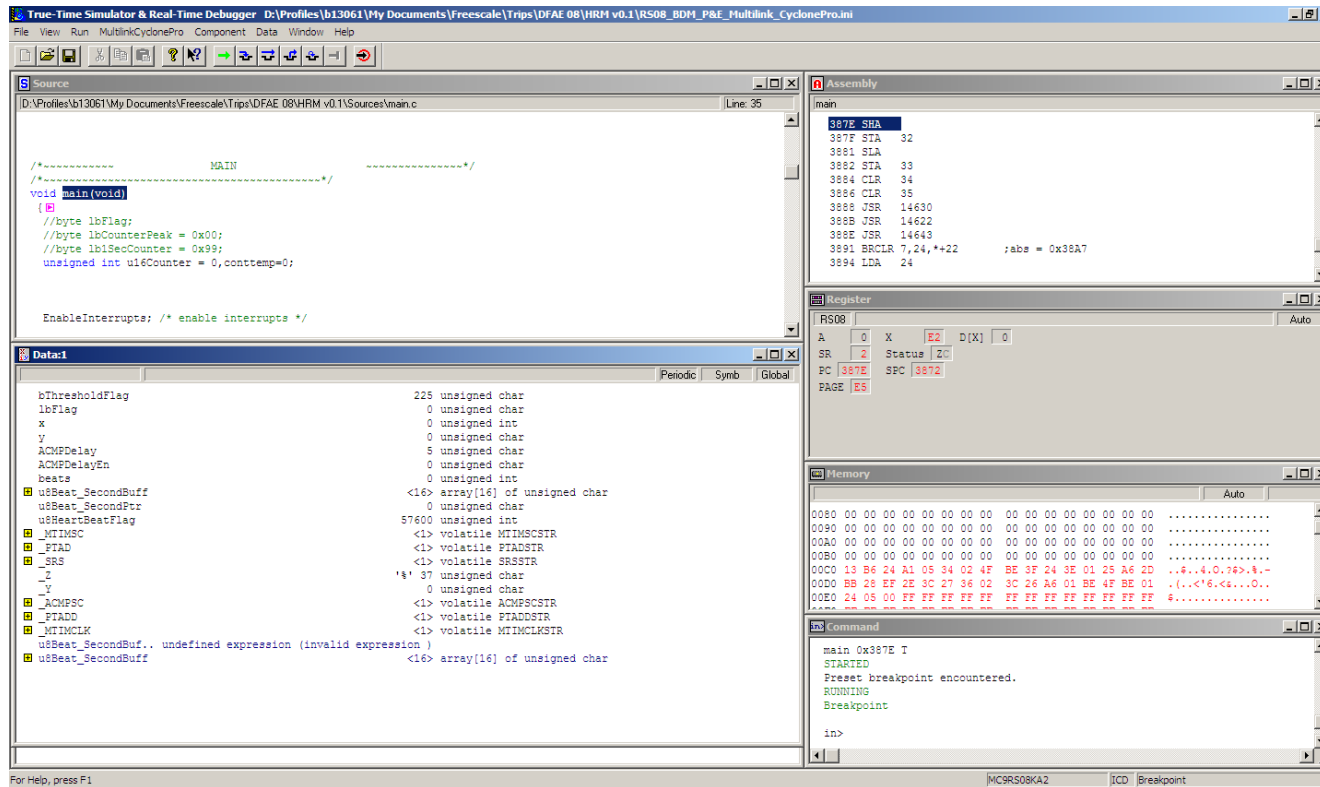 True-Time Simulator & Real-Time Debugger D:\Profiles\b13061\My Documents\Freescale\Trips\DFAE 08\HRM v0.1\RS08_BDM_P&E_Multilink_CyclonePro.ini
File View Run MultilinkCyclonePro Component Data Window Help
Source
D:\Profiles\b13061\My Documents\Freescale\Trips\DFAE 08\HRM v0.1\Sources\main.c Line: 35
/*~~~~~~~~~~~ MAIN ~~~~~~~~~~~~~~~*/
/*~~~~~~~~~~~~~~~~~~~~~~~~~~~~~~~~~~~~~~~~~~~*/
void main(void)
{
//byte lbFlag;
//byte lbCounterPeak = 0x00;
//byte lb1SecCounter = 0x99;
unsigned int u16Counter = 0,conttemp=0;
EnableInterrupts; /* enable interrupts */
Data:1
Periodic Symb Global
bThresholdFlag 225 unsigned char
lbFlag 0 unsigned char
x 0 unsigned int
y 0 unsigned char
ACMPDelay 5 unsigned char
ACMPDelayEn 0 unsigned char
beats 0 unsigned int
u8Beat_SecondBuff <16> array[16] of unsigned char
u8Beat_SecondPtr 0 unsigned char
u8HeartBeatFlag 57600 unsigned int
_MTIMSC <1> volatile MTIMSCSTR
_PTAD <1> volatile PTADSTR
_SRS <1> volatile SRSSTR
_Z '%' 37 unsigned char
_Y 0 unsigned char
_ACMPSC <1> volatile ACMPSCSTR
_PTADD <1> volatile PTADDSTR
_MTIMCLK <1> volatile MTIMCLKSTR
u8Beat_SecondBuf.. undefined expression (invalid expression )
u8Beat_SecondBuff <16> array[16] of unsigned char
Assembly
main
387E SHA
387F STA 32
3881 SLA
3882 STA 33
3884 CLR 34
3886 CLR 35
3888 JSR 14630
388B JSR 14622
388E JSR 14643
3891 BRCLR 7,24,*+22 ;abs = 0x38A7
3894 LDA 24
Register
RS08 Auto
A 0 X E2 D[X] 0
SR 2 Status ZC
PC 387E SPC 3872
PAGE E5
Memory
Auto
0080 00 00 00 00 00 00 00 00 00 00 00 00 00 00 00 00 ................
0090 00 00 00 00 00 00 00 00 00 00 00 00 00 00 00 00 ................
00A0 00 00 00 00 00 00 00 00 00 00 00 00 00 00 00 00 ................
00B0 00 00 00 00 00 00 00 00 00 00 00 00 00 00 00 00 ................
00C0 13 B6 24 A1 05 34 02 4F BE 3F 24 3E 01 25 A6 2D ..$..4.O.?$>.%.-
00D0 BB 28 EF 2E 3C 27 36 02 3C 26 A6 01 BE 4F BE 01 .(..<'6.<&...O..
00E0 24 05 00 FF FF FF FF FF FF FF FF FF FF FF FF FF $...............
Command
main 0x387E T
STARTED
Preset breakpoint encountered.
RUNNING
Breakpoint
in>
For Help, press F1 MC9RS08KA2 ICD Breakpoint